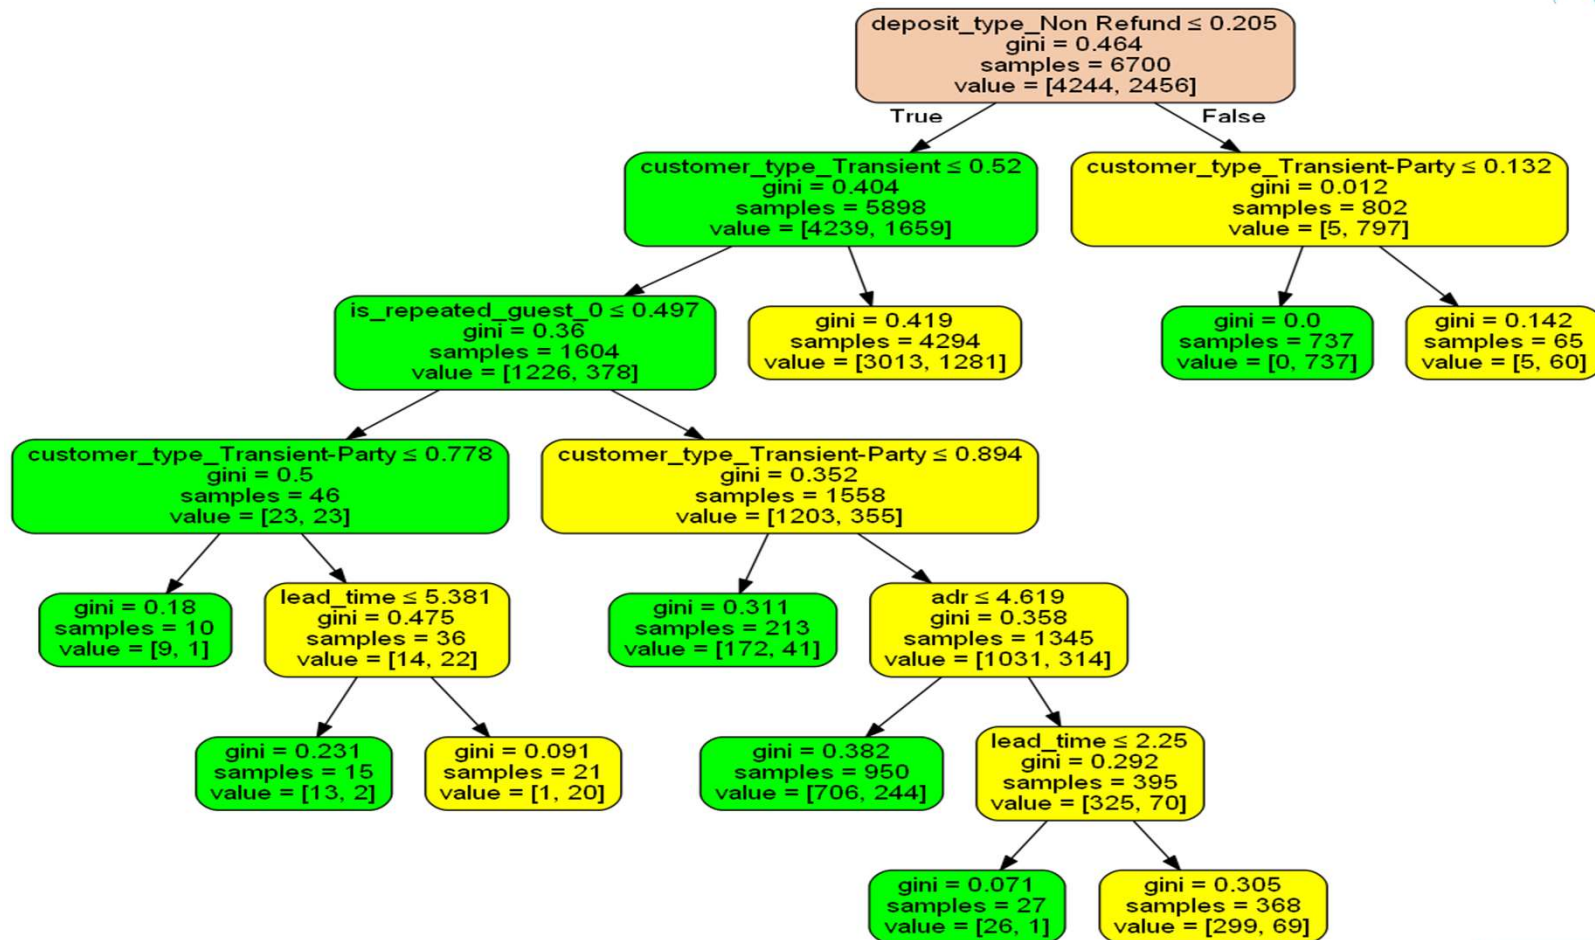 deposit_type_Non Refund ≤ 0.205
gini = 0.464
samples = 6700
value = [4244, 2456]
True
False
customer_type_Transient ≤ 0.52
gini = 0.404
samples = 5898
value = [4239, 1659]
customer_type_Transient-Party ≤ 0.132
gini = 0.012
samples = 802
value = [5, 797]
is_repeated_guest_0 ≤ 0.497
gini = 0.36
samples = 1604
value = [1226, 378]
gini = 0.419
samples = 4294
value = [3013, 1281]
gini = 0.0
samples = 737
value = [0, 737]
gini = 0.142
samples = 65
value = [5, 60]
customer_type_Transient-Party ≤ 0.778
gini = 0.5
samples = 46
value = [23, 23]
customer_type_Transient-Party ≤ 0.894
gini = 0.352
samples = 1558
value = [1203, 355]
gini = 0.18
samples = 10
value = [9, 1]
lead_time ≤ 5.381
gini = 0.475
samples = 36
value = [14, 22]
gini = 0.311
samples = 213
value = [172, 41]
adr ≤ 4.619
gini = 0.358
samples = 1345
value = [1031, 314]
gini = 0.231
samples = 15
value = [13, 2]
gini = 0.091
samples = 21
value = [1, 20]
gini = 0.382
samples = 950
value = [706, 244]
lead_time ≤ 2.25
gini = 0.292
samples = 395
value = [325, 70]
gini = 0.071
samples = 27
value = [26, 1]
gini = 0.305
samples = 368
value = [299, 69]